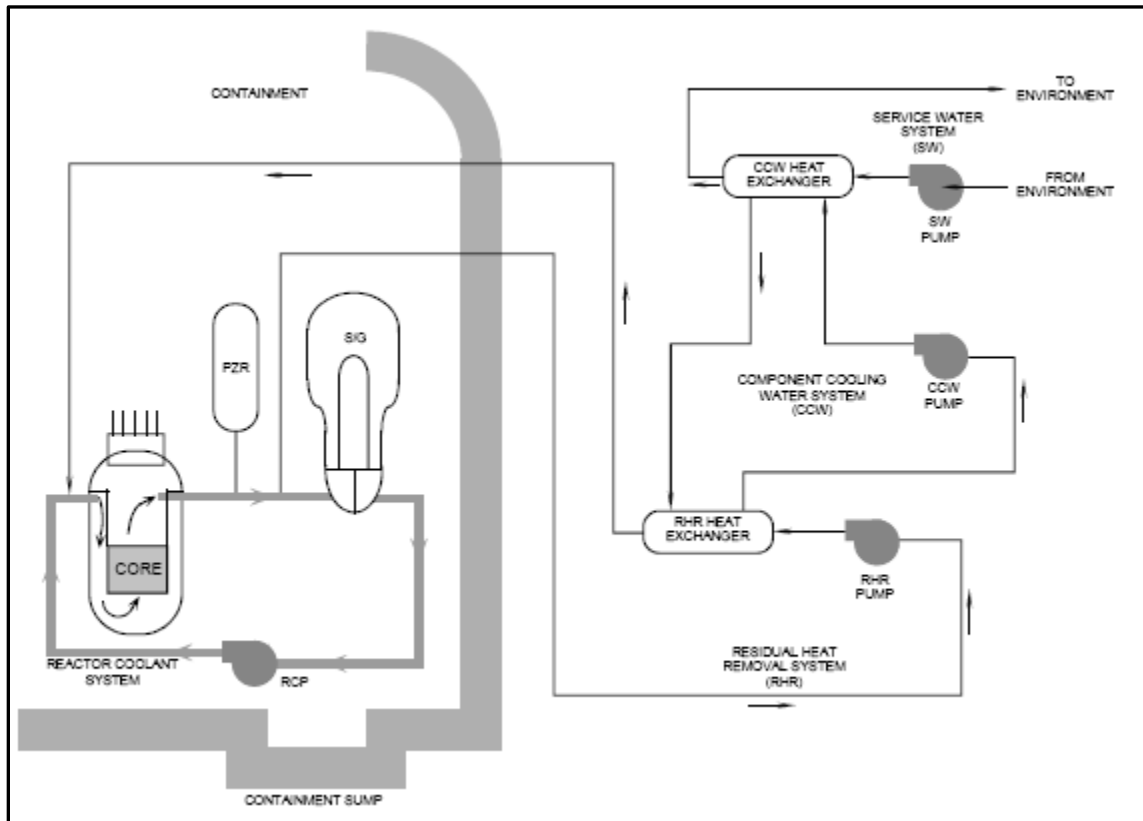 CONTAINMENT
TO
ENVIRONMENT
SERVICE WATER
SYSTEM
(SW)
CCW HEAT
EXCHANGER
FROM
ENVIRONMENT
SW
PUMP
PZR
S/G
COMPONENT COOLING
WATER SYSTEM
(CCW)
CCW
PUMP
RHR HEAT
EXCHANGER
CORE
RHR
PUMP
REACTOR COOLANT
SYSTEM
RCP
RESIDUAL HEAT
REMOVAL SYSTEM
(RHR)
CONTAINMENT SUMP